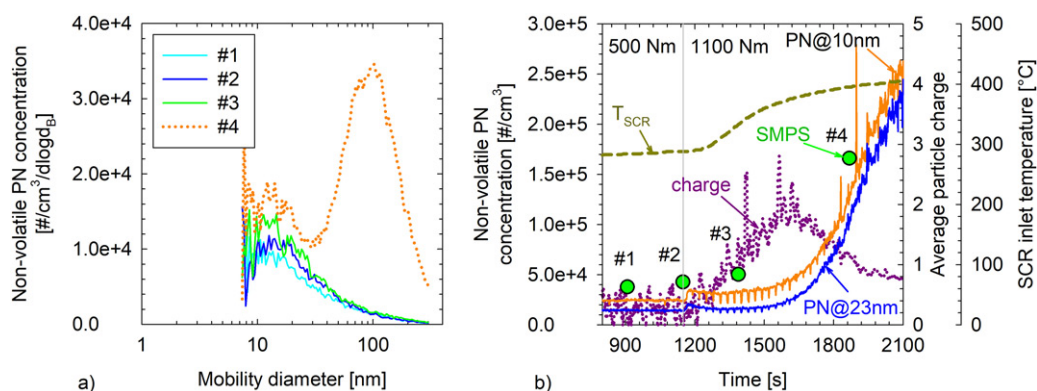 Non-volatile PN concentration
[#/cm³/dlogd_B]
4.0e+4
3.0e+4
2.0e+4
1.0e+4
0.0
#1
#2
#3
#4
1
10
100
a)
Mobility diameter [nm]
Non-volatile PN
concentration [#/cm³]
3.0e+5
2.5e+5
2.0e+5
1.5e+5
1.0e+5
5.0e+4
0.0
500 Nm
1100 Nm
PN@10nm
T_SCR
#4
SMPS
charge
#1
#2
#3
PN@23nm
900
1200
1500
1800
2100
b)
Time [s]
5
4
3
2
1
0
Average particle charge
500
400
300
200
100
0
SCR inlet temperature [°C]